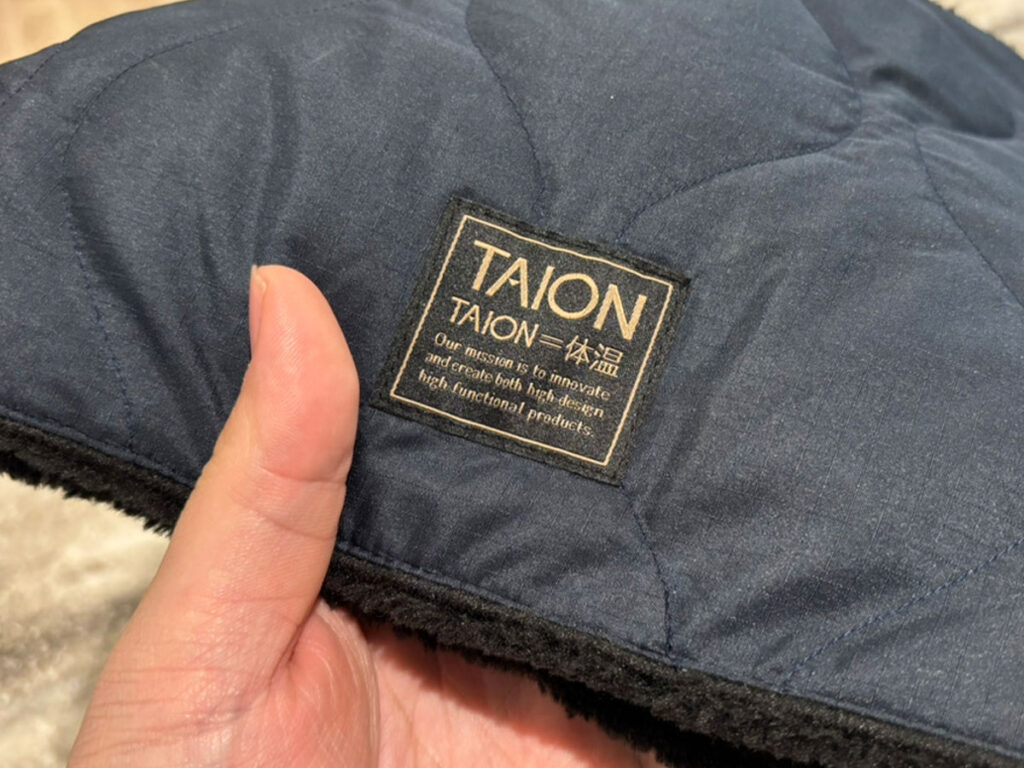 TAION
TAION=体温
Our mission is to innovate
and create both high-design
high-functional products.